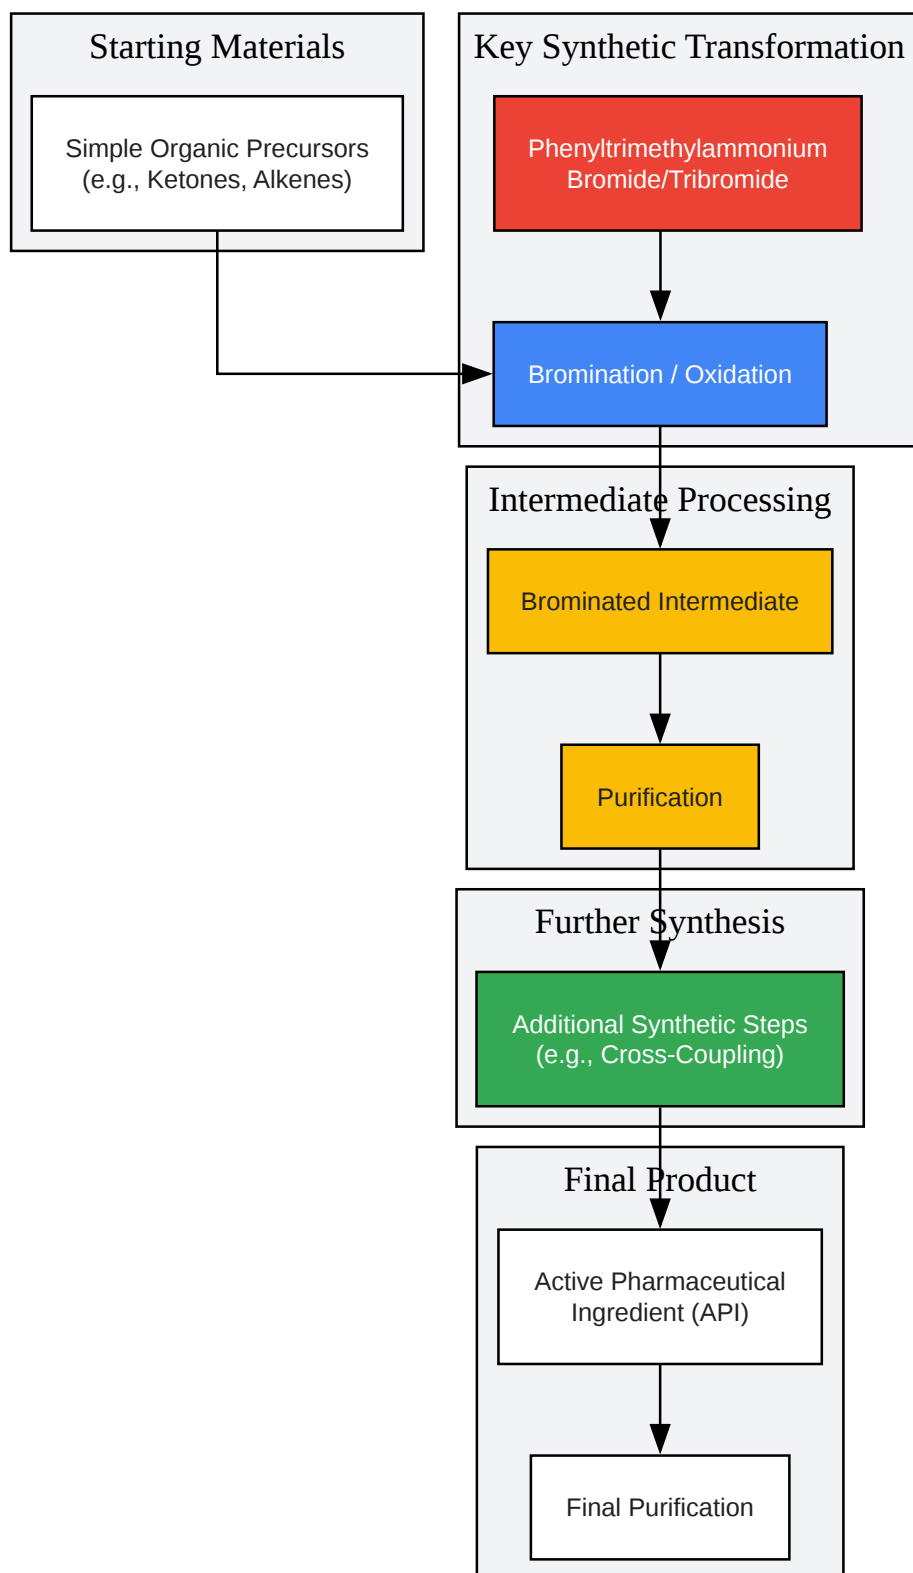 Starting Materials
Simple Organic Precursors
(e.g., Ketones, Alkenes)
Key Synthetic Transformation
Phenyltrimethylammonium
Bromide/Tribromide
Bromination / Oxidation
Intermediate Processing
Brominated Intermediate
Purification
Further Synthesis
Additional Synthetic Steps
(e.g., Cross-Coupling)
Final Product
Active Pharmaceutical
Ingredient (API)
Final Purification